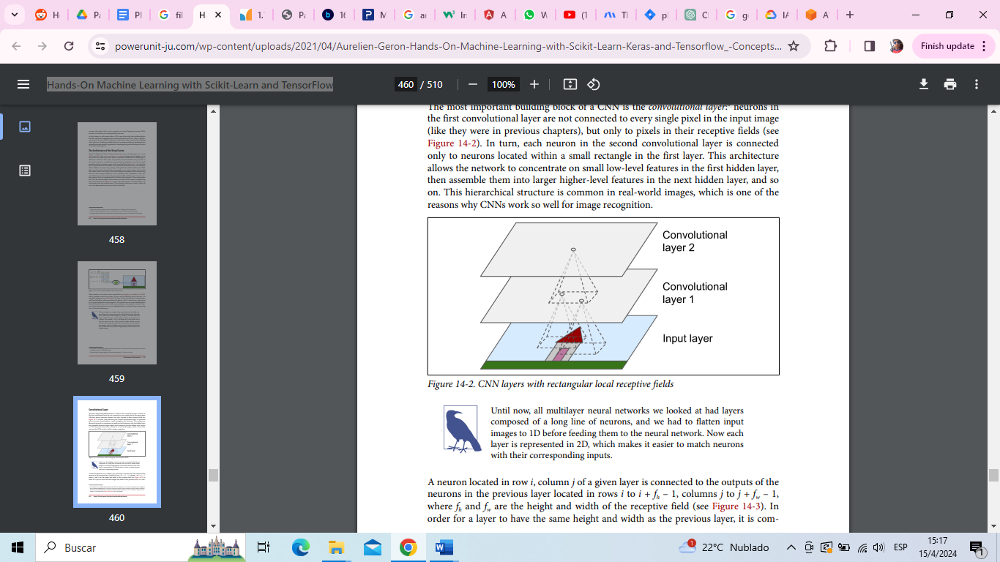 H
Pa
Pl
fil
H
1.
Pa
16
M
ar
In
A
W
(1
Tl
pl
Cl
g
IA
A
powerunit-ju.com/wp-content/uploads/2021/04/Aurelien-Geron-Hands-On-Machine-Learning-with-Scikit-Learn-Keras-and-Tensorflow_-Concepts...
Finish update
Hands-On Machine Learning with Scikit-Learn and TensorFlow
460 / 510
100%
458
459
460
The most important building block of a CNN is the convolutional layer:6 neurons in
the first convolutional layer are not connected to every single pixel in the input image
(like they were in previous chapters), but only to pixels in their receptive fields (see
Figure 14-2). In turn, each neuron in the second convolutional layer is connected
only to neurons located within a small rectangle in the first layer. This architecture
allows the network to concentrate on small low-level features in the first hidden layer,
then assemble them into larger higher-level features in the next hidden layer, and so
on. This hierarchical structure is common in real-world images, which is one of the
reasons why CNNs work so well for image recognition.
Convolutional
layer 2
Convolutional
layer 1
Input layer
Figure 14-2. CNN layers with rectangular local receptive fields
Until now, all multilayer neural networks we looked at had layers
composed of a long line of neurons, and we had to flatten input
images to 1D before feeding them to the neural network. Now each
layer is represented in 2D, which makes it easier to match neurons
with their corresponding inputs.
A neuron located in row i, column j of a given layer is connected to the outputs of the
neurons in the previous layer located in rows i to i + fh – 1, columns j to j + fw – 1,
where fh and fw are the height and width of the receptive field (see Figure 14-3). In
order for a layer to have the same height and width as the previous layer, it is com-
Buscar
1
22°C Nublado
ESP
15:17
15/4/2024
1